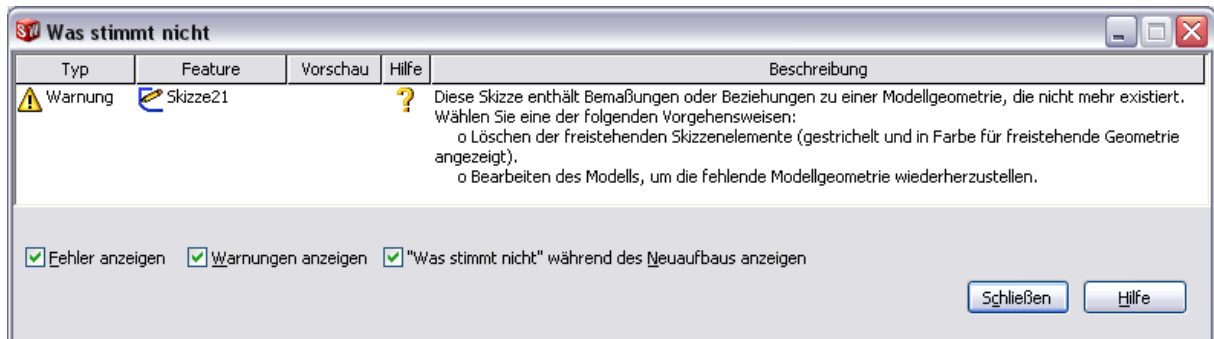 Was stimmt nicht
Typ Feature Vorschau Hilfe Beschreibung
Warnung Skizze21 Diese Skizze enthält Bemaßungen oder Beziehungen zu einer Modellgeometrie, die nicht mehr existiert.
Wählen Sie eine der folgenden Vorgehensweisen:
o Löschen der freistehenden Skizzenelemente (gestrichelt und in Farbe für freistehende Geometrie
angezeigt).
o Bearbeiten des Modells, um die fehlende Modellgeometrie wiederherzustellen.
Fehler anzeigen Warnungen anzeigen "Was stimmt nicht" während des Neuaufbaus anzeigen
Schließen Hilfe